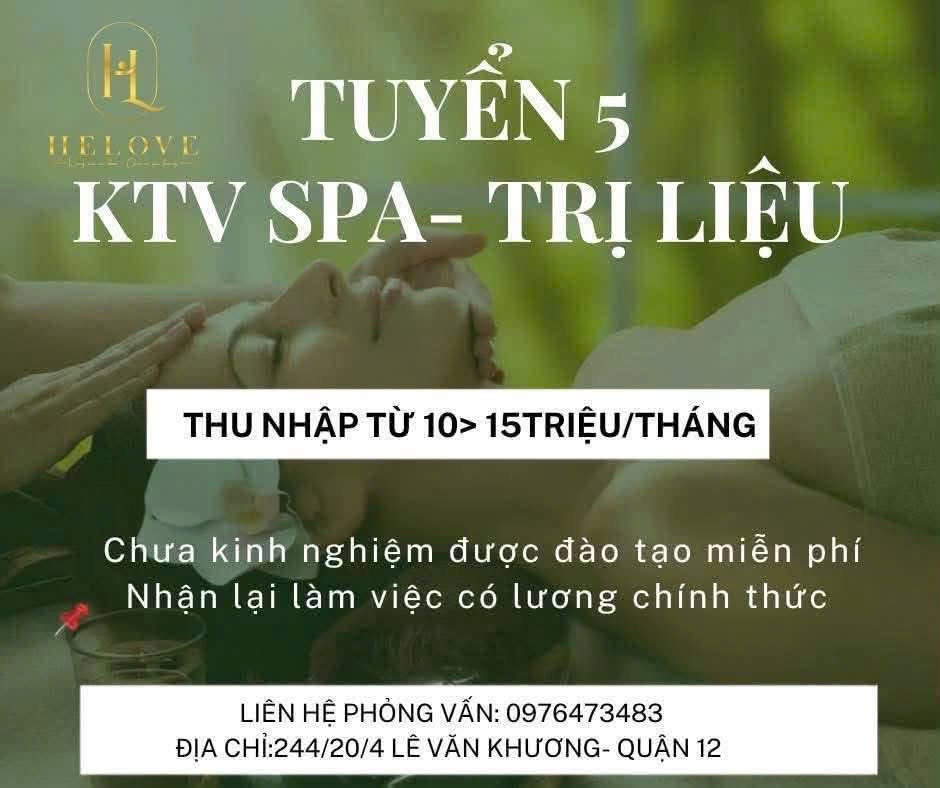 HELOVE
TUYỂN 5
KTV SPA- TRỊ LIỆU
THU NHẬP TỪ 10> 15TRIỆU/THÁNG
Chưa kinh nghiệm được đào tạo miễn phí
Nhận lại làm việc có lương chính thức
LIÊN HỆ PHỎNG VẤN: 0976473483
ĐỊA CHỈ:244/20/4 LÊ VĂN KHƯƠNG- QUẬN 12